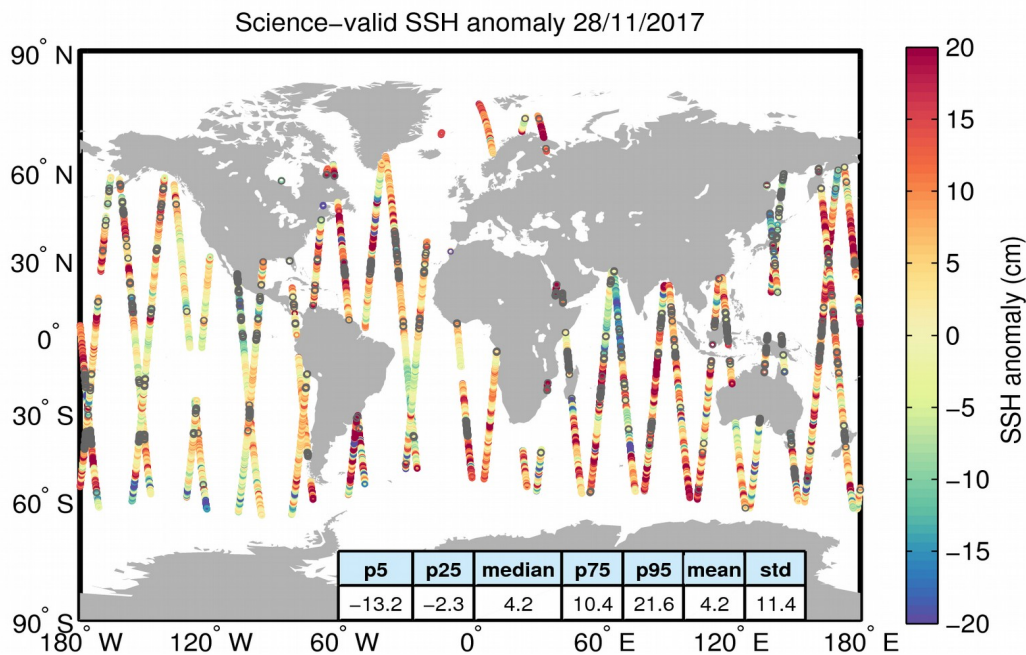 Science−valid SSH anomaly 28/11/2017
90° N
60° N
30° N
0°
30° S
60° S
90° S
180° W
120° W
60° W
0°
60° E
120° E
180° E
p5 p25 median p75 p95 mean std
−13.2 −2.3 4.2 10.4 21.6 4.2 11.4
20
15
10
5
0
−5
−10
−15
−20
SSH anomaly (cm)